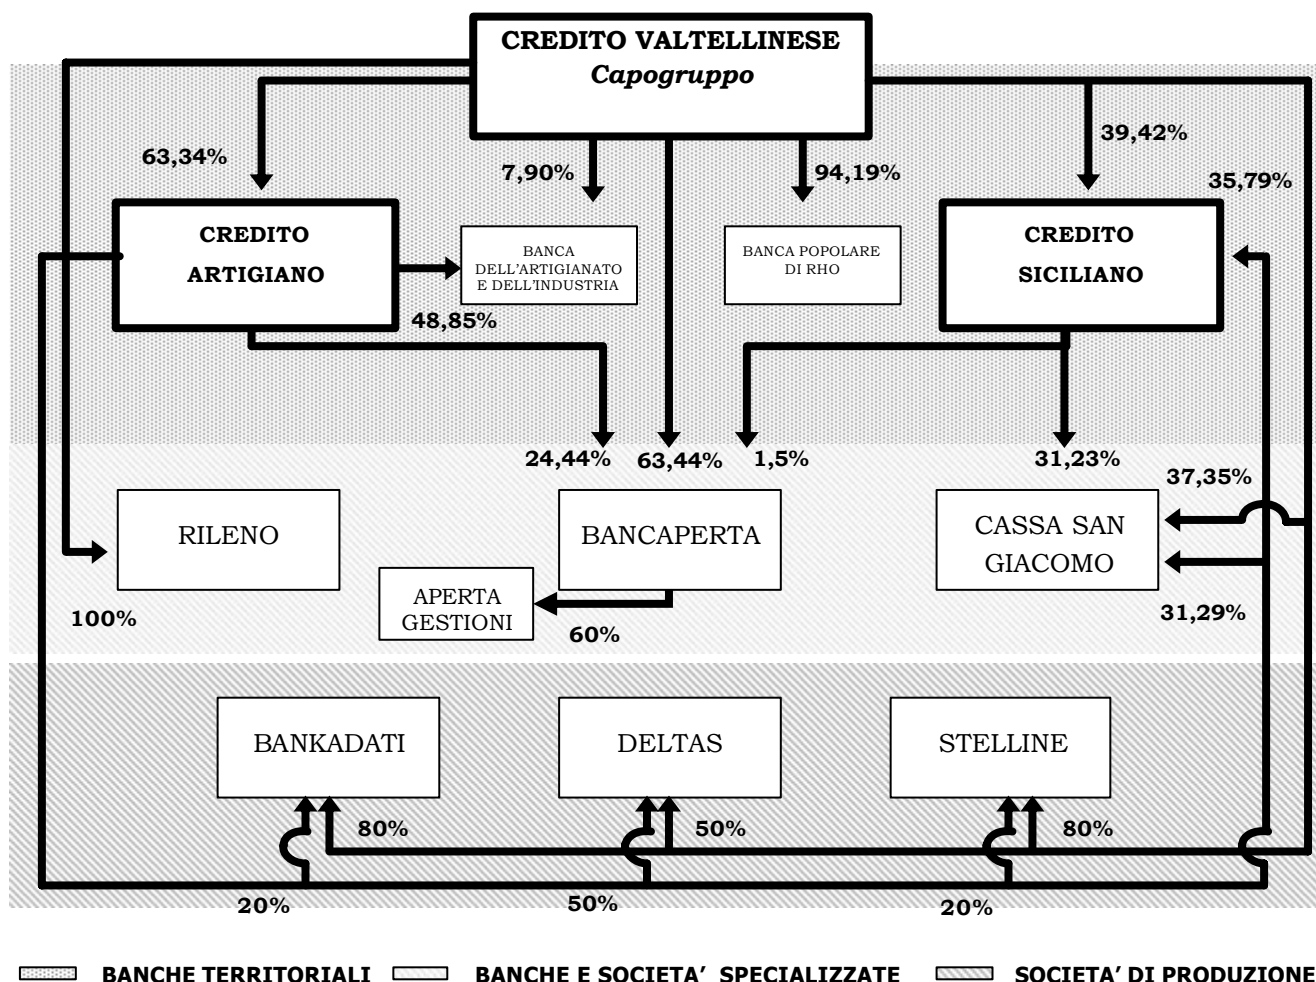 CREDITO VALTELLINESE
Capogruppo
63,34%
7,90%
94,19%
39,42%
35,79%
CREDITO
ARTIGIANO
BANCA
DELL'ARTIGIANATO
E DELL'INDUSTRIA
BANCA POPOLARE
DI RHO
CREDITO
SICILIANO
48,85%
24,44%
63,44%
1,5%
31,23%
37,35%
RILENO
BANCAPERTA
CASSA SAN
GIACOMO
APERTA
GESTIONI
100%
60%
31,29%
BANKADATI
DELTAS
STELLINE
80%
50%
80%
20%
50%
20%
BANCHE TERRITORIALI
BANCHE E SOCIETA’ SPECIALIZZATE
SOCIETA’ DI PRODUZIONE